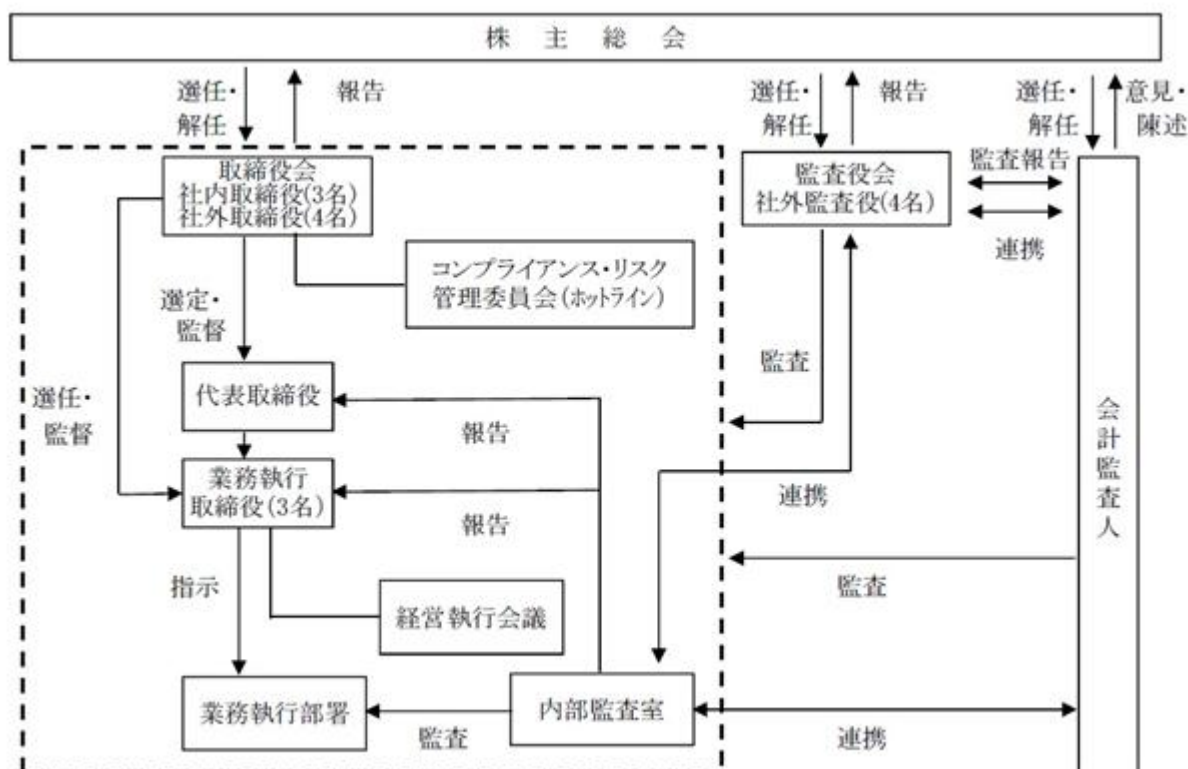 株 主 総 会
選任・
解任
報告
選任・
解任
報告
選任・
解任
意見・
陳述
取締役会
社内取締役(3名)
社外取締役(4名)
監査役会
社外監査役(4名)
監査報告
連携
コンプライアンス・リスク
管理委員会(ホットライン)
選定・
監督
監査
選任・
監督
代表取締役
報告
会計監査人
業務執行
取締役(3名)
報告
連携
指示
監査
経営執行会議
業務執行部署
監査
内部監査室
連携